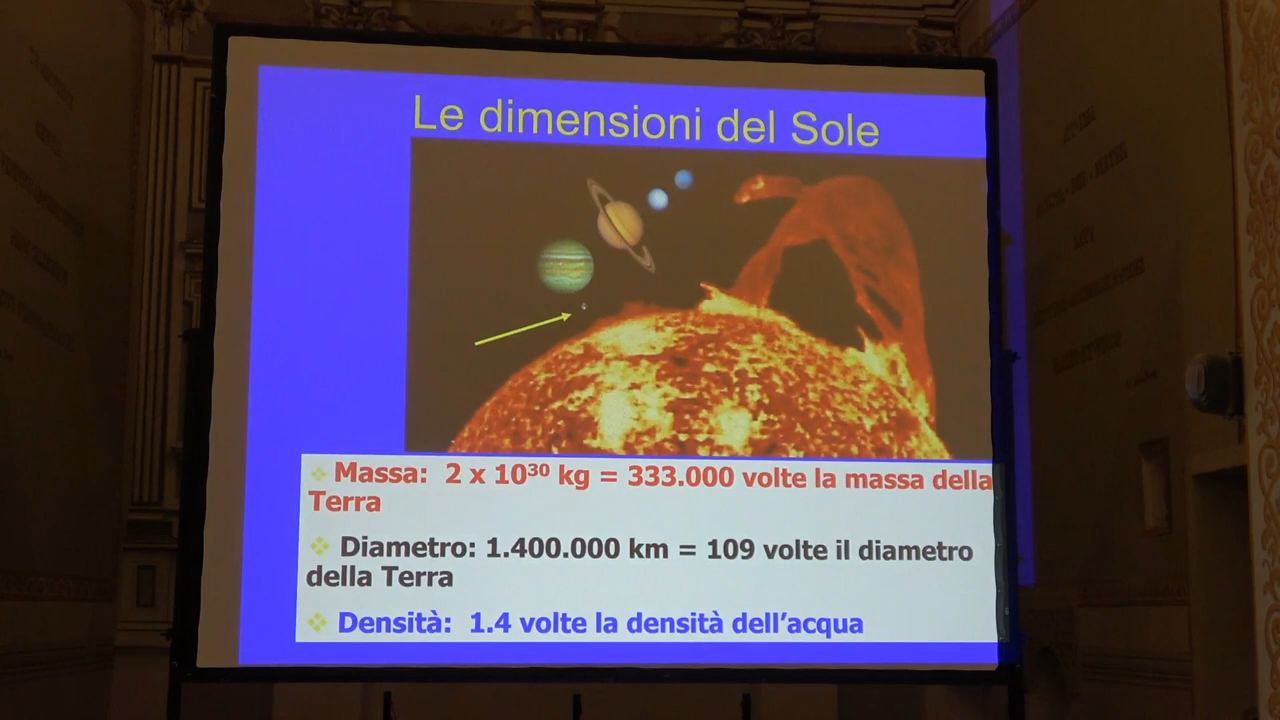 Le dimensioni del Sole
Massa: 2 x 10³⁰ kg = 333.000 volte la massa della
Terra
Diametro: 1.400.000 km = 109 volte il diametro
della Terra
Densità: 1.4 volte la densità dell'acqua